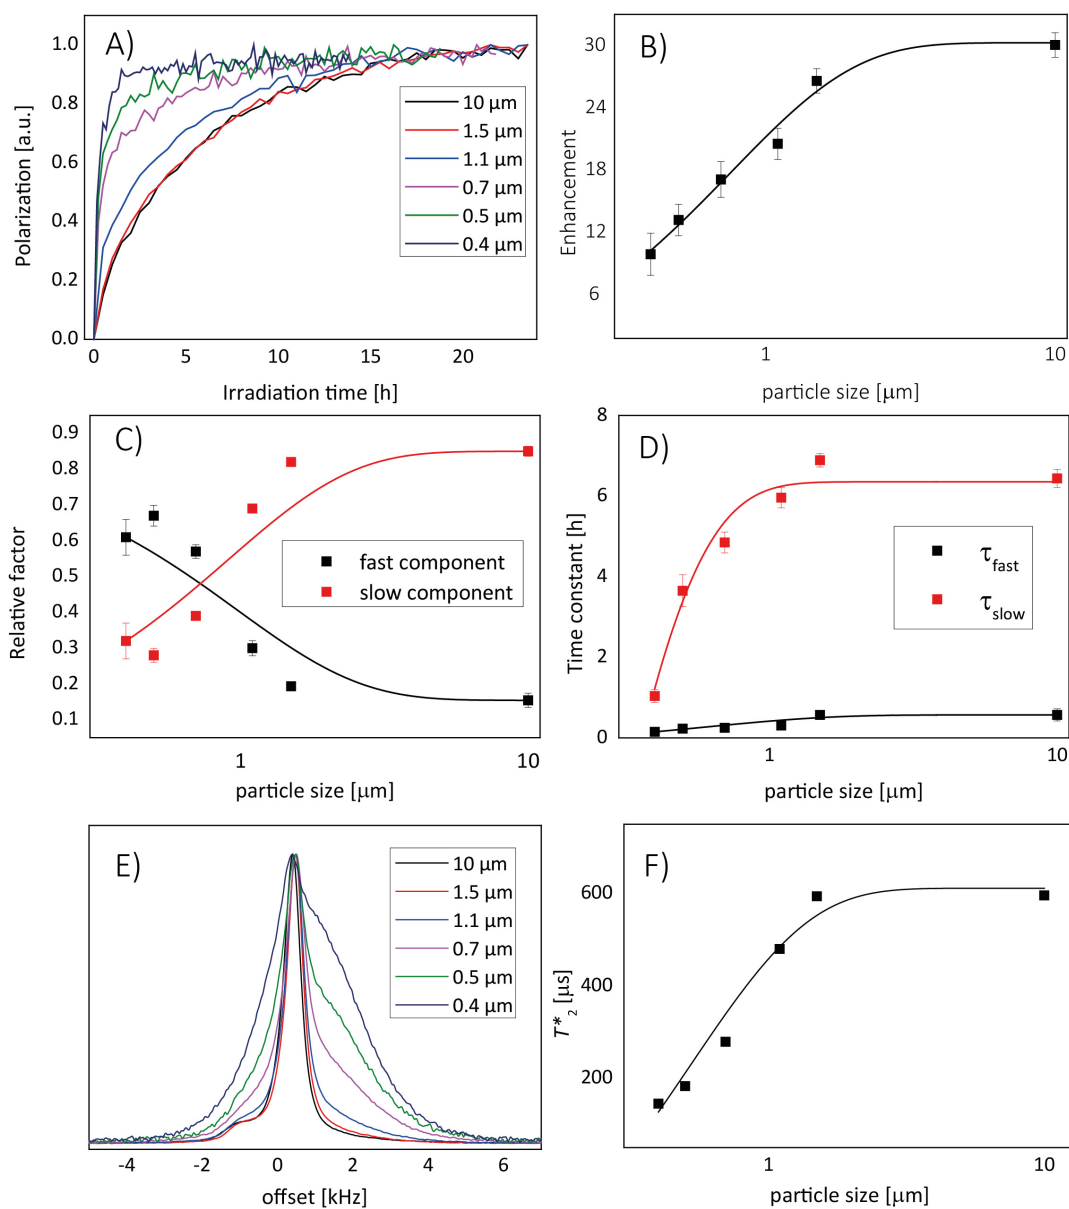 A)
1.0
0.8
0.6
0.4
0.2
0.0
Polarization [a.u.]
10 µm
1.5 µm
1.1 µm
0.7 µm
0.5 µm
0.4 µm
0
5
10
15
20
Irradiation time [h]
B)
30
24
18
12
6
Enhancement
1
10
particle size [µm]
C)
0.9
0.8
0.7
0.6
0.5
0.4
0.3
0.2
0.1
Relative factor
fast component
slow component
1
10
particle size [µm]
D)
8
6
4
2
0
Time constant [h]
τfast
τslow
1
10
particle size [µm]
E)
10 µm
1.5 µm
1.1 µm
0.7 µm
0.5 µm
0.4 µm
-4
-2
0
2
4
6
offset [kHz]
F)
600
400
200
T*2 [µs]
1
10
particle size [µm]